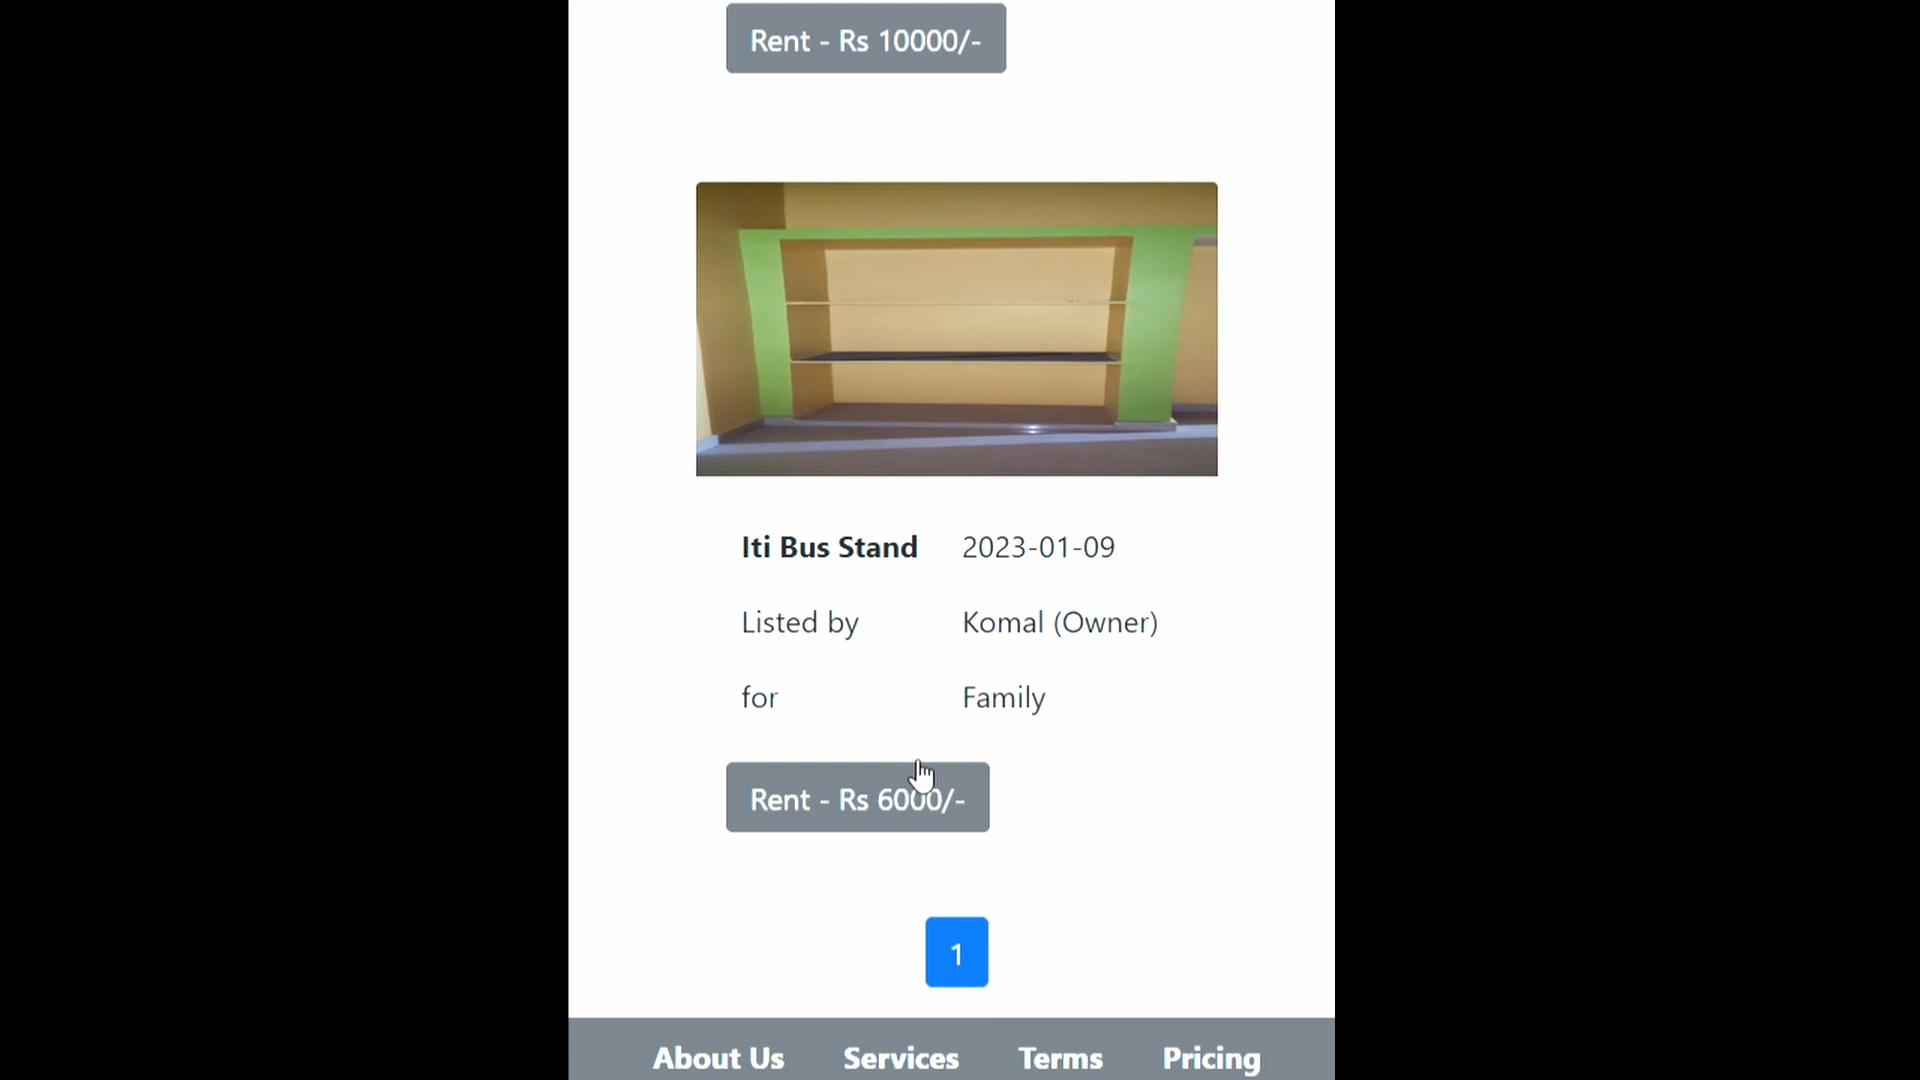 Rent - Rs 10000/-
Iti Bus Stand 2023-01-09
Listed by Komal (Owner)
for Family
Rent - Rs 6000/-
1
About Us Services Terms Pricing